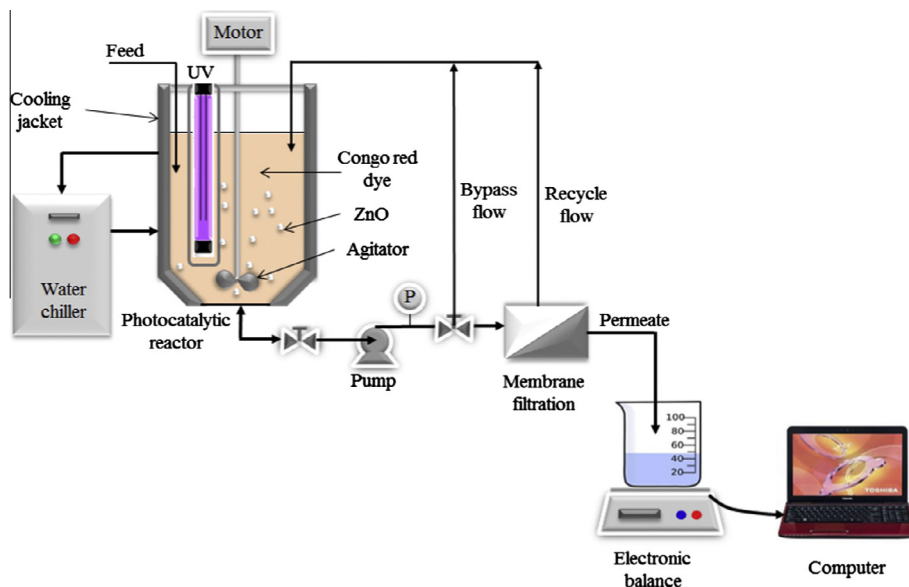 Motor
Feed
UV
Cooling
jacket
Congo red
dye
ZnO
Agitator
Bypass
flow
Recycle
flow
Water
chiller
Photocatalytic
reactor
P
Pump
Permeate
Membrane
filtration
100
80
60
40
20
TOSHIBA
Electronic
balance
Computer